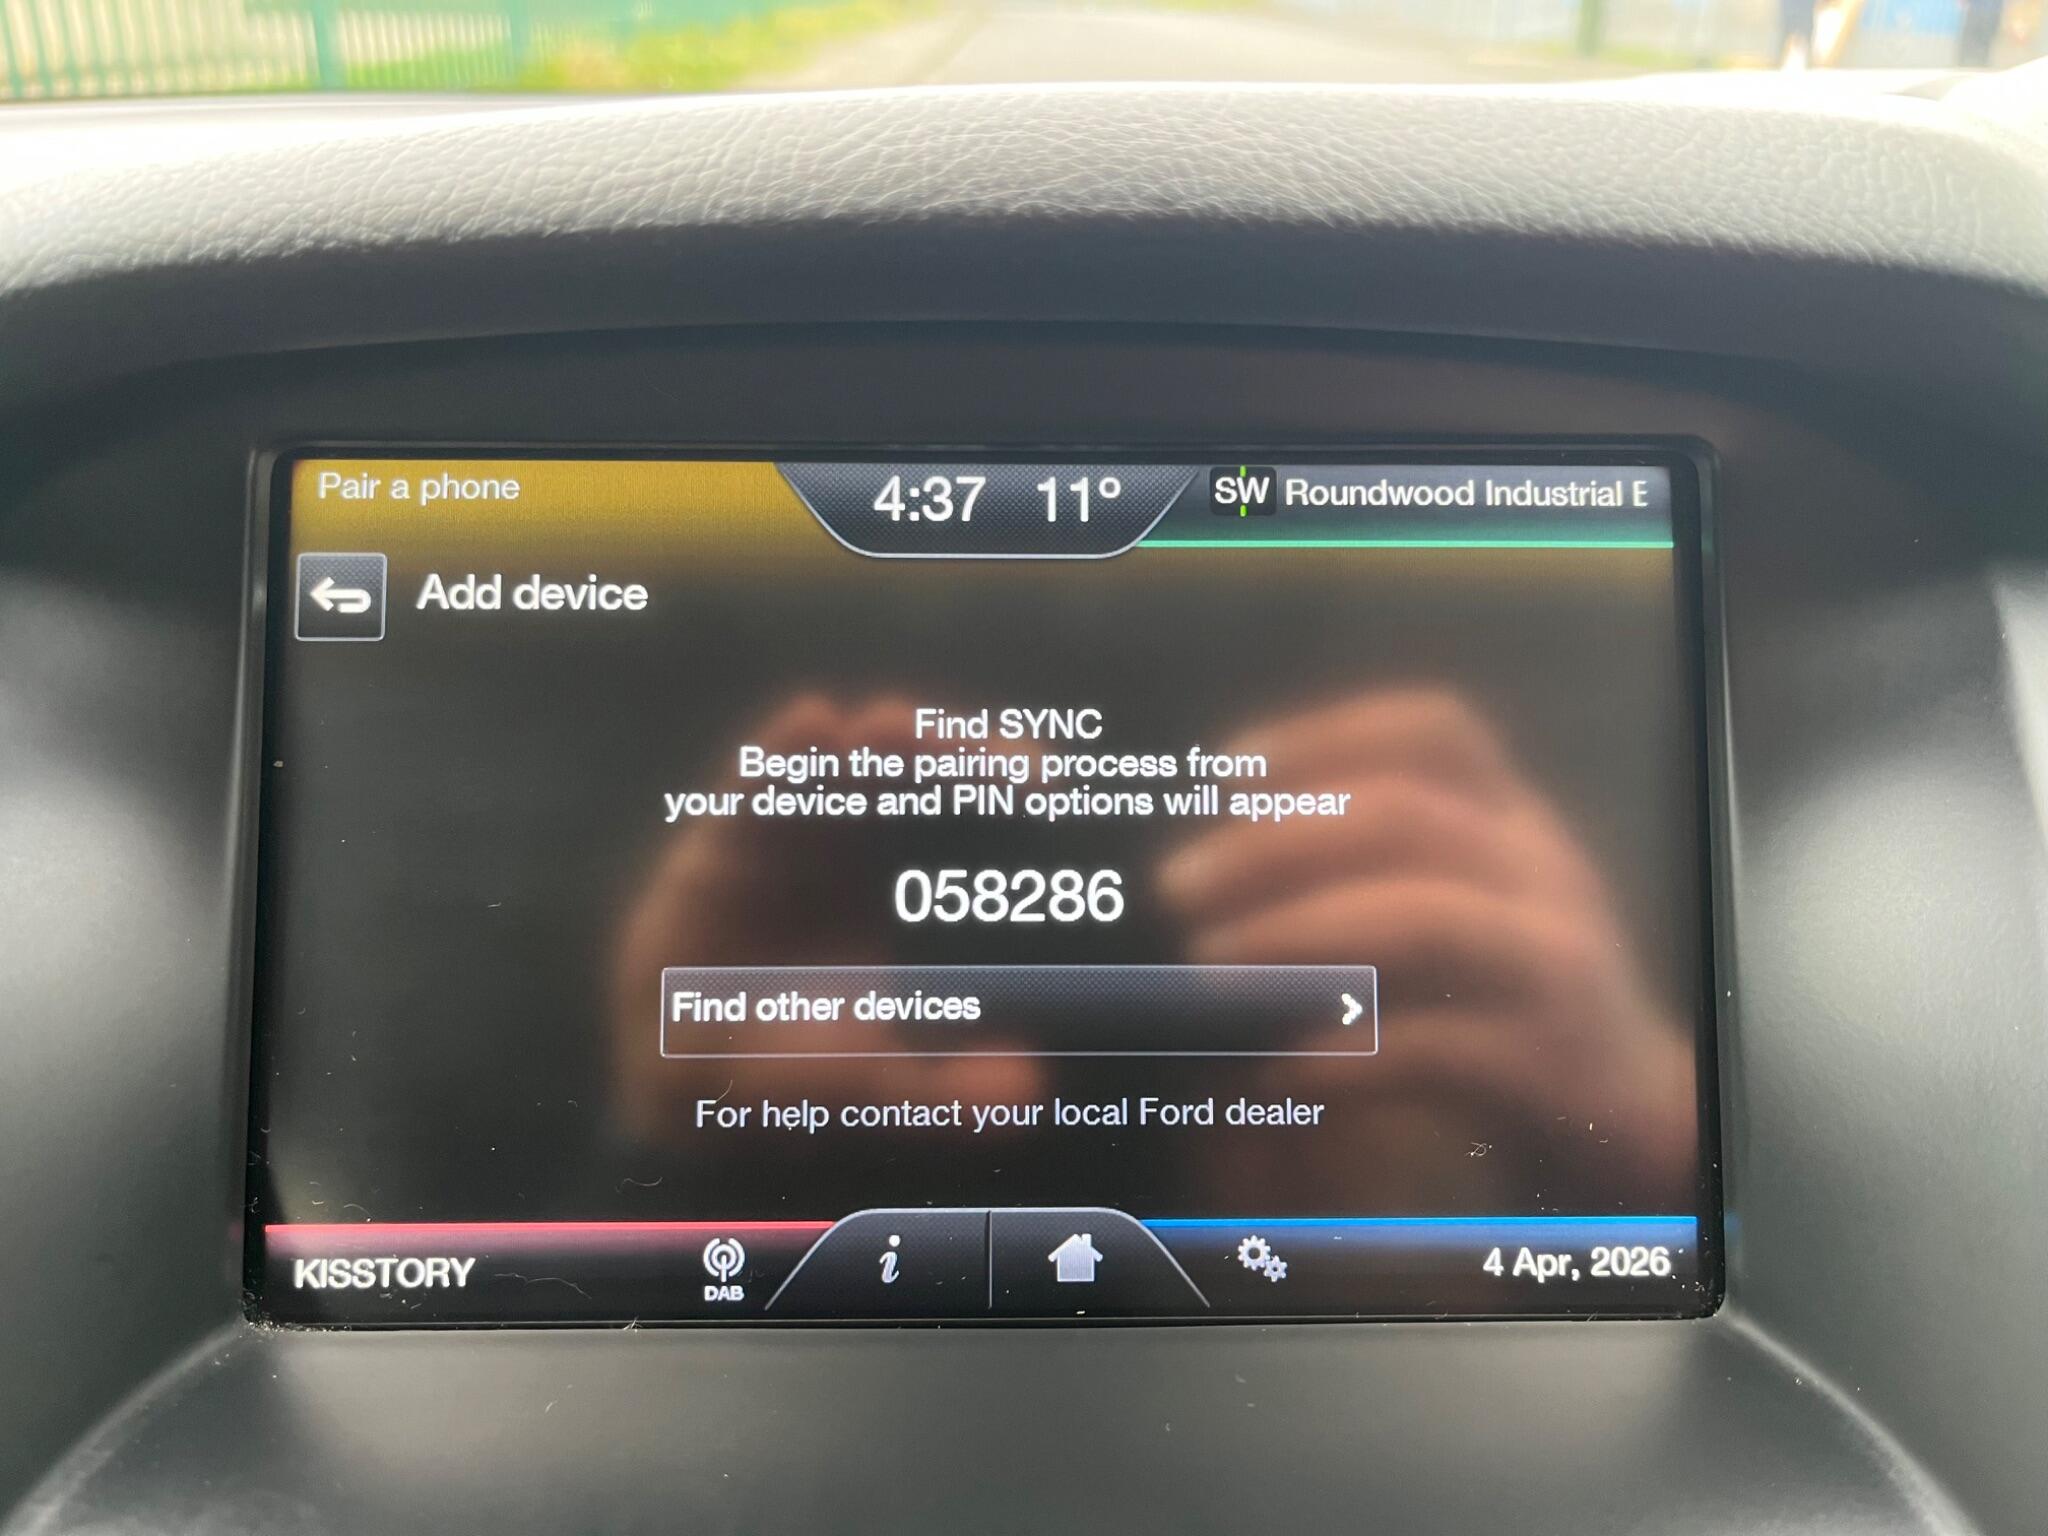 Pair a phone
4:37 11°
SW Roundwood Industrial E
Add device
Find SYNC
Begin the pairing process from
your device and PIN options will appear
058286
Find other devices
For help contact your local Ford dealer
KISSTORY
DAB
i
4 Apr, 2026